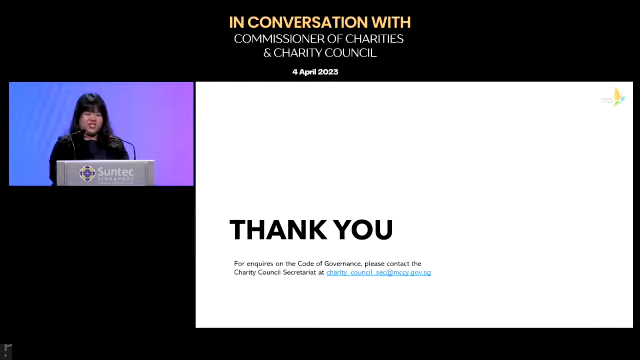 IN CONVERSATION WITH
COMMISSIONER OF CHARITIES
& CHARITY COUNCIL
4 April 2023
Suntec
SINGAPORE
THANK YOU
For enquires on the Code of Governance, please contact the
Charity Council Secretariat at charity_council_sec@mccy.gov.sg